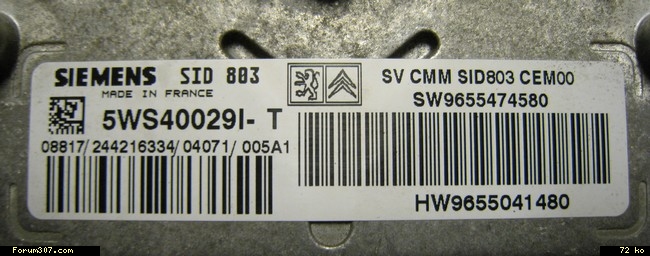 SIEMENS SID 803
MADE IN FRANCE
5WS40029I- T
08817/244216334/04071/005A1
SV CMM SID803 CEM00
SW9655474580
HW9655041480
Forum307.com
72 ko